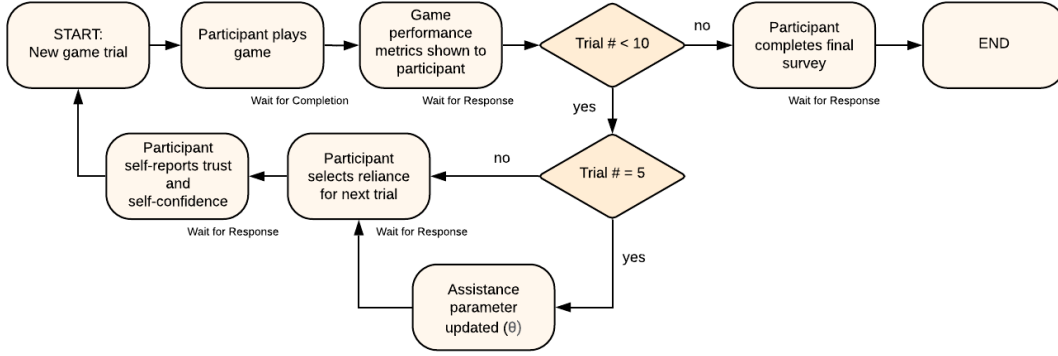 START:
New game trial
Participant plays
game
Wait for Completion
Game
performance
metrics shown to
participant
Wait for Response
Trial # < 10
no
Participant
completes final
survey
Wait for Response
END
yes
Trial # = 5
no
Participant
selects reliance
for next trial
Wait for Response
Participant
self-reports trust
and
self-confidence
Wait for Response
yes
Assistance
parameter
updated (θ)